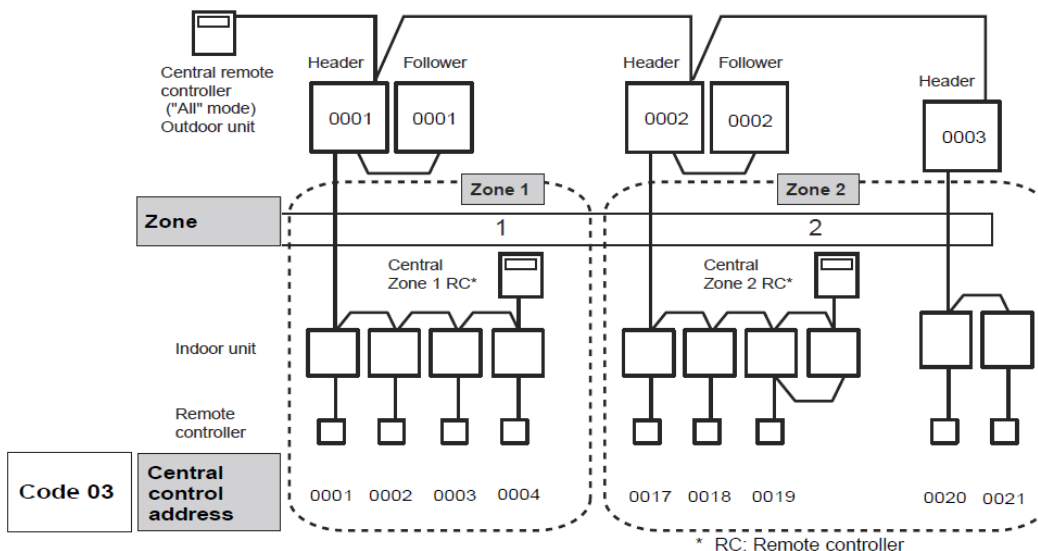 Central remote
controller
("All" mode)
Outdoor unit
Header Follower
0001 0001
Header Follower
0002 0002
Header
0003
Zone 1
Zone 2
Zone
1 2
Central
Zone 1 RC*
Central
Zone 2 RC*
Indoor unit
Remote
controller
Code 03
Central
control
address
0001 0002 0003 0004 0017 0018 0019 0020 0021
* RC: Remote controller